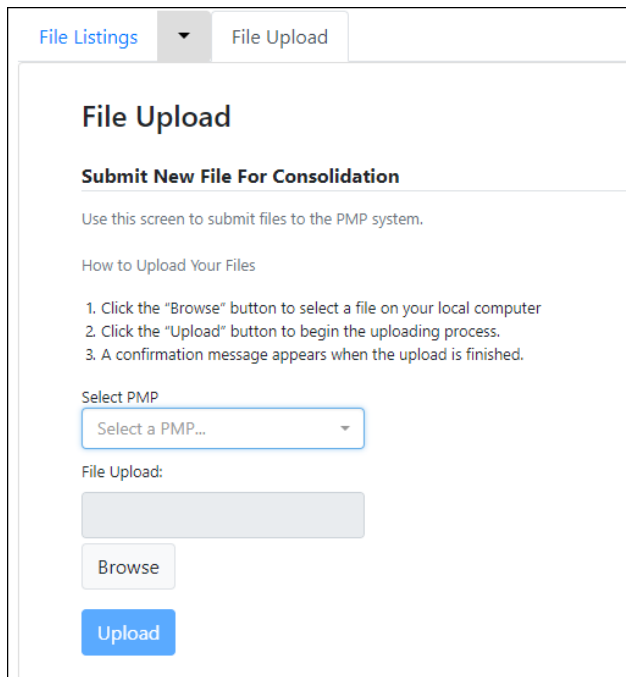 File Listings File Upload
File Upload
Submit New File For Consolidation
Use this screen to submit files to the PMP system.
How to Upload Your Files
1. Click the “Browse” button to select a file on your local computer
2. Click the “Upload” button to begin the uploading process.
3. A confirmation message appears when the upload is finished.
Select PMP
Select a PMP...
File Upload:
Browse
Upload